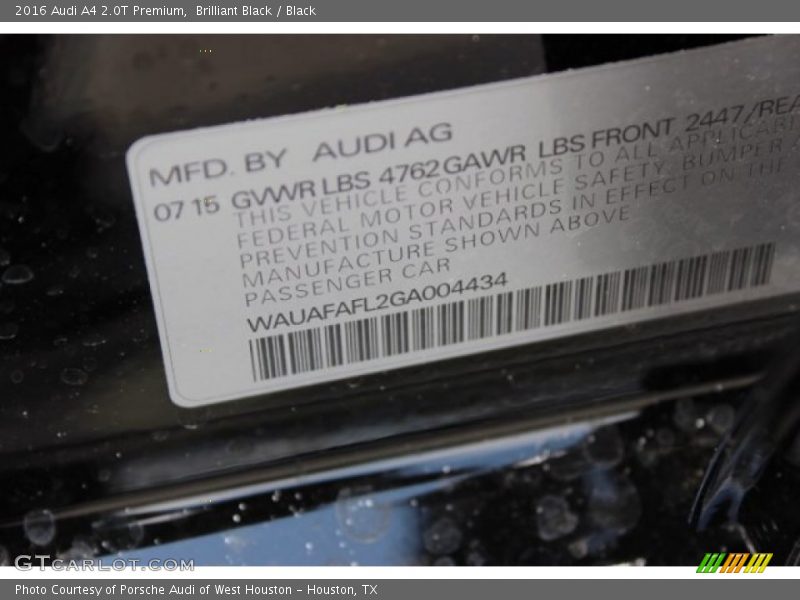 2016 Audi A4 2.0T Premium,  Brilliant Black / Black
MFD. BY AUDI AG
07 15 GVWR LBS 4762 GAWR LBS FRONT 2447/REA
THIS VEHICLE CONFORMS TO ALL APPLICAB
FEDERAL MOTOR VEHICLE SAFETY, BUMPER
PREVENTION STANDARDS IN EFFECT ON THE
MANUFACTURE SHOWN ABOVE
PASSENGER CAR
WAUAFAFL2GA004434
GTCARLOT.COM
Photo Courtesy of Porsche Audi of West Houston - Houston, TX